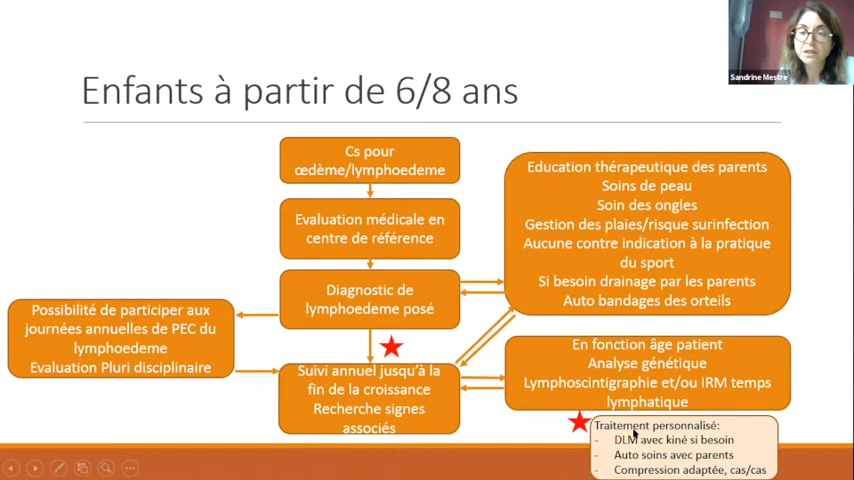 Sandrine Mestre
Enfants à partir de 6/8 ans
Cs pour
œdème/lymphoedeme
Evaluation médicale en
centre de référence
Diagnostic de
lymphoedeme posé
Suivi annuel jusqu'à la
fin de la croissance
Recherche signes
associés
Possibilité de participer aux
journées annuelles de PEC du
lymphoedeme
Evaluation Pluri disciplinaire
Education thérapeutique des parents
Soins de peau
Soin des ongles
Gestion des plaies/risque surinfection
Aucune contre indication à la pratique
du sport
Si besoin drainage par les parents
Auto bandages des orteils
En fonction âge patient
Analyse génétique
Lymphoscintigraphie et/ou IRM temps
lymphatique
Traitement personnalisé:
- DLM avec kiné si besoin
- Auto soins avec parents
- Compression adaptée, cas/cas